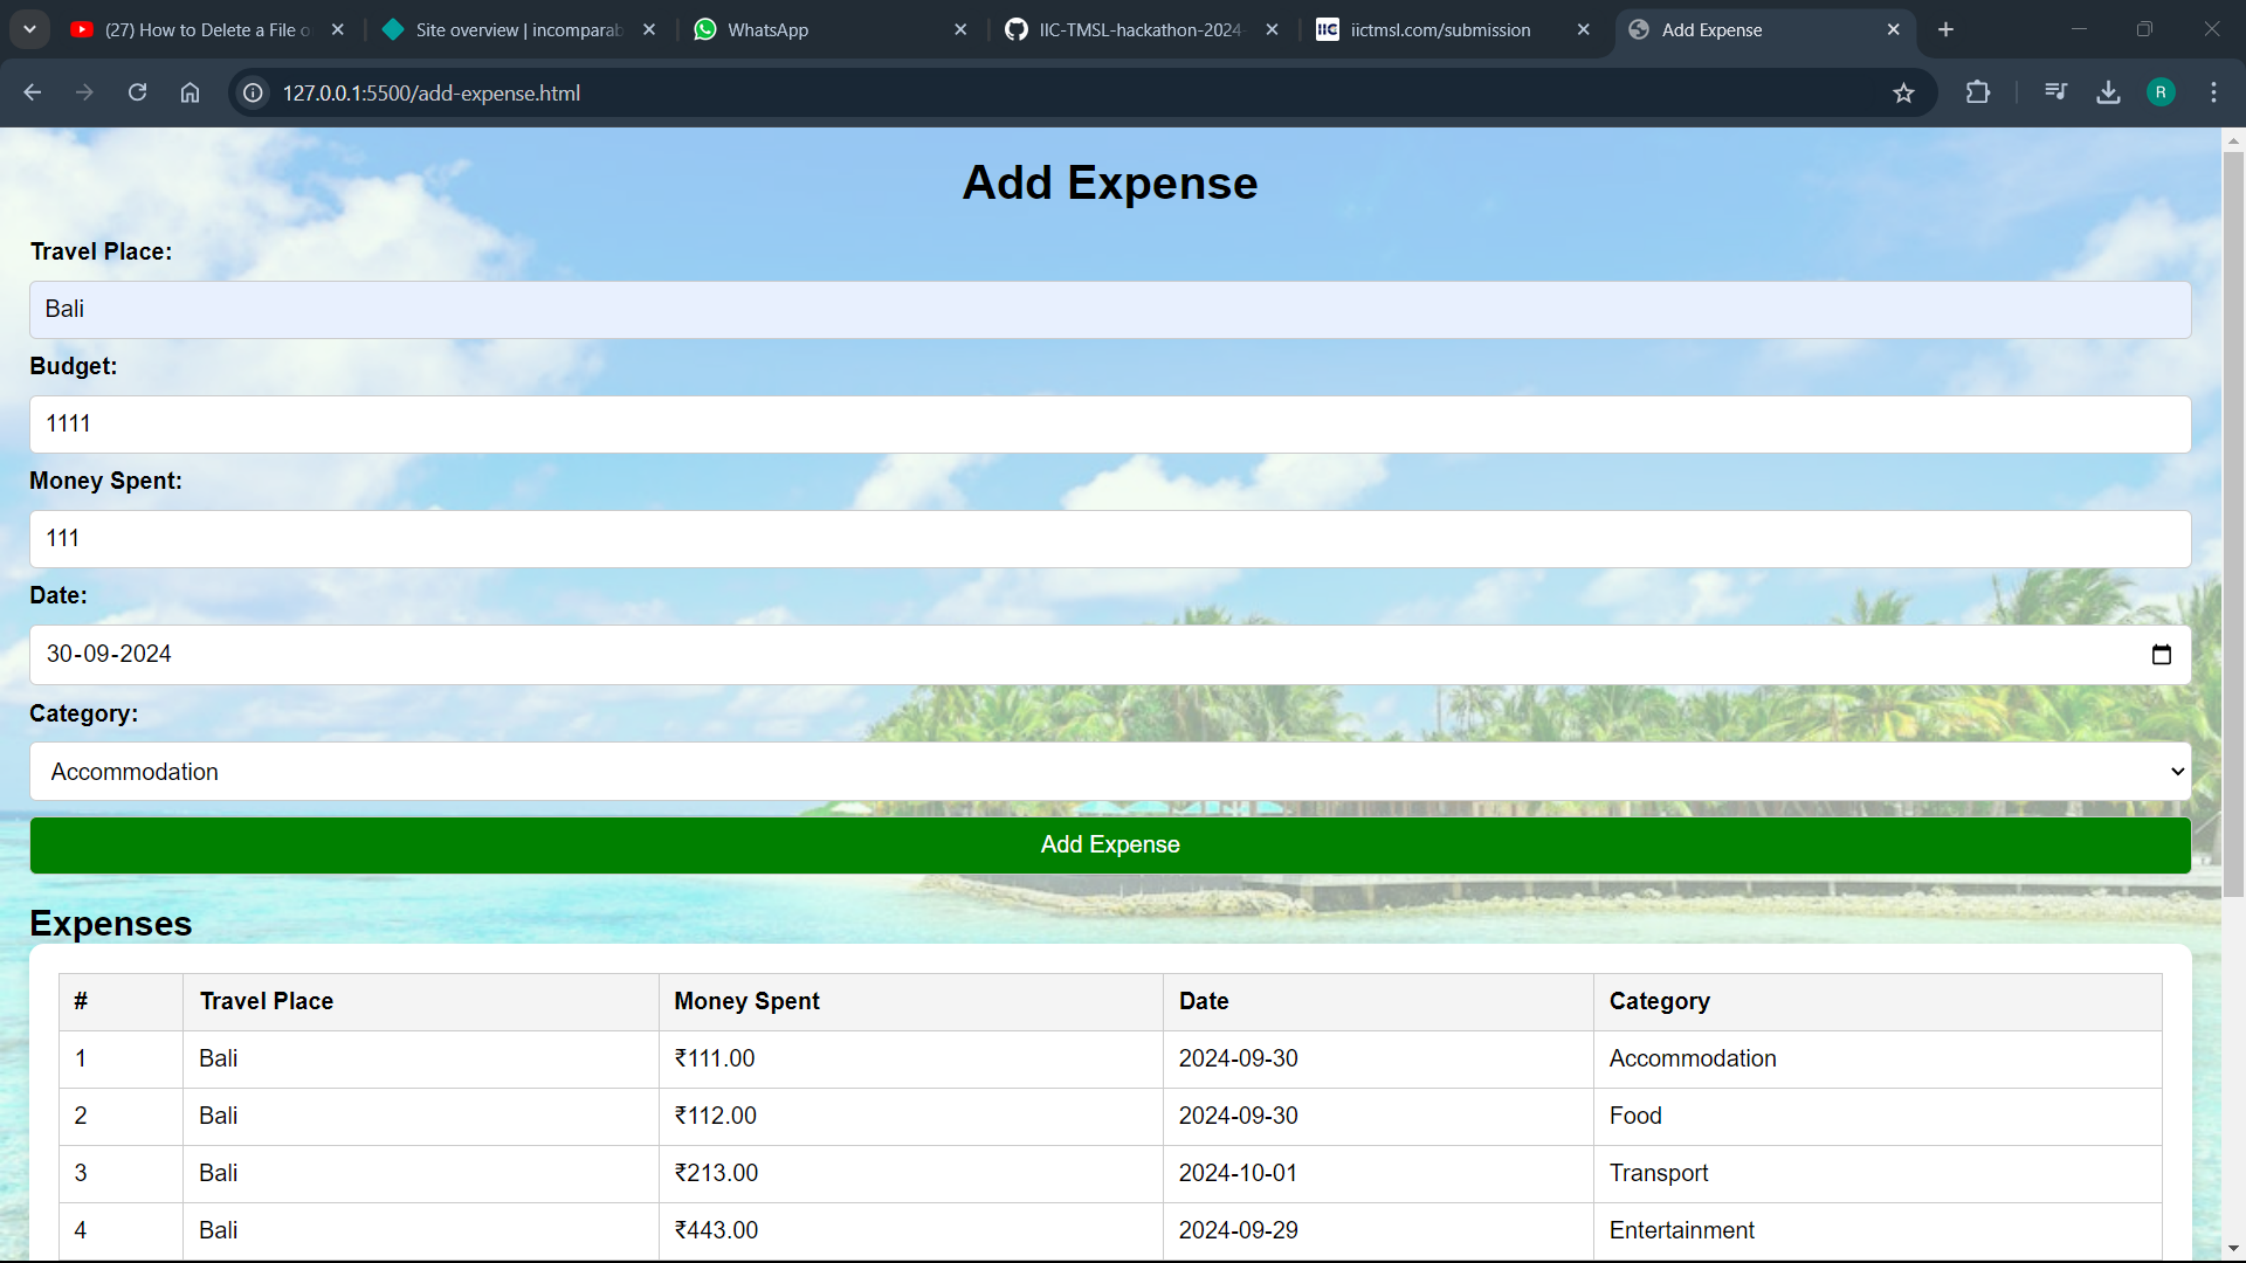 (27) How to Delete a File o
Site overview | incomparab
WhatsApp
IIC-TMSL-hackathon-2024-
IIC iictmsl.com/submission
Add Expense
127.0.0.1:5500/add-expense.html
R
Add Expense
Travel Place:
Bali
Budget:
1111
Money Spent:
111
Date:
30-09-2024
Category:
Accommodation
Add Expense
Expenses
# Travel Place Money Spent Date Category
1 Bali ₹111.00 2024-09-30 Accommodation
2 Bali ₹112.00 2024-09-30 Food
3 Bali ₹213.00 2024-10-01 Transport
4 Bali ₹443.00 2024-09-29 Entertainment